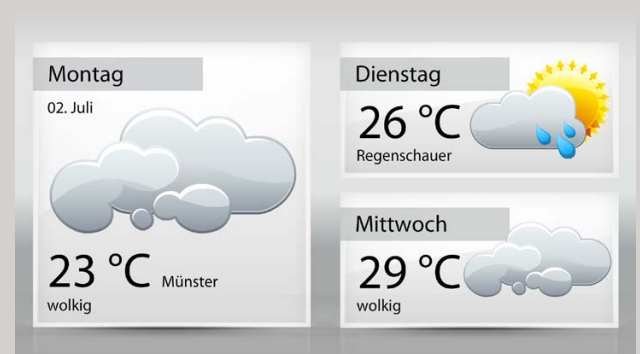 Montag
02. Juli
23 °C Münster
wolkig
Dienstag
26 °C
Regenschauer
Mittwoch
29 °C
wolkig